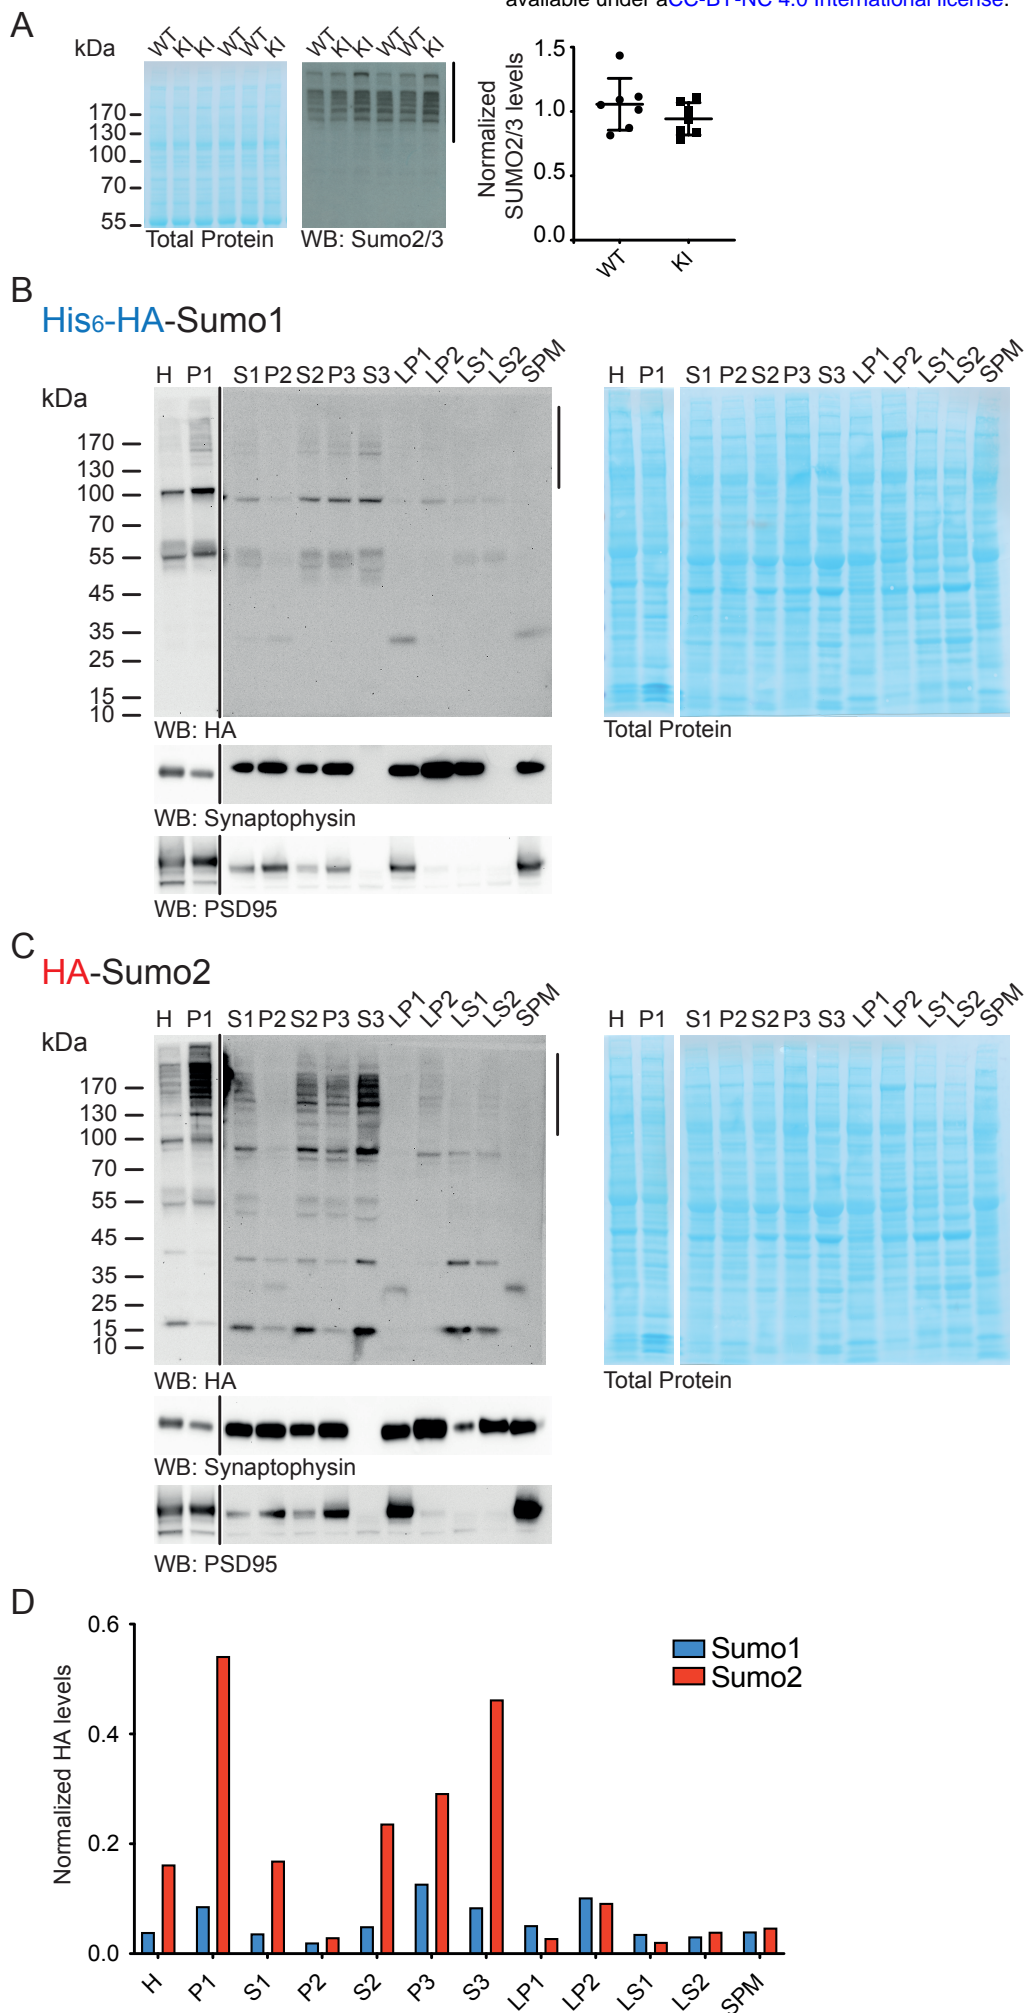 available under aCC-BY-NC 4.0 International license.
A
kDa
WT KI KI WT WT KI
WT KI KI WT WT KI
170
130
100
70
55
Total Protein
WB: Sumo2/3
Normalized
SUMO2/3 levels
1.5
1.0
0.5
0.0
WT KI
B
His6-HA-Sumo1
H P1 S1 P2 S2 P3 S3 LP1 LP2 LS1 LS2 SPM
H P1 S1 P2 S2 P3 S3 LP1 LP2 LS1 LS2 SPM
kDa
170
130
100
70
55
45
35
25
15
10
WB: HA
Total Protein
WB: Synaptophysin
WB: PSD95
C
HA-Sumo2
H P1 S1 P2 S2 P3 S3 LP1 LP2 LS1 LS2 SPM
H P1 S1 P2 S2 P3 S3 LP1 LP2 LS1 LS2 SPM
kDa
170
130
100
70
55
45
35
25
15
10
WB: HA
Total Protein
WB: Synaptophysin
WB: PSD95
D
Normalized HA levels
0.6
0.4
0.2
0.0
Sumo1
Sumo2
H P1 S1 P2 S2 P3 S3 LP1 LP2 LS1 LS2 SPM